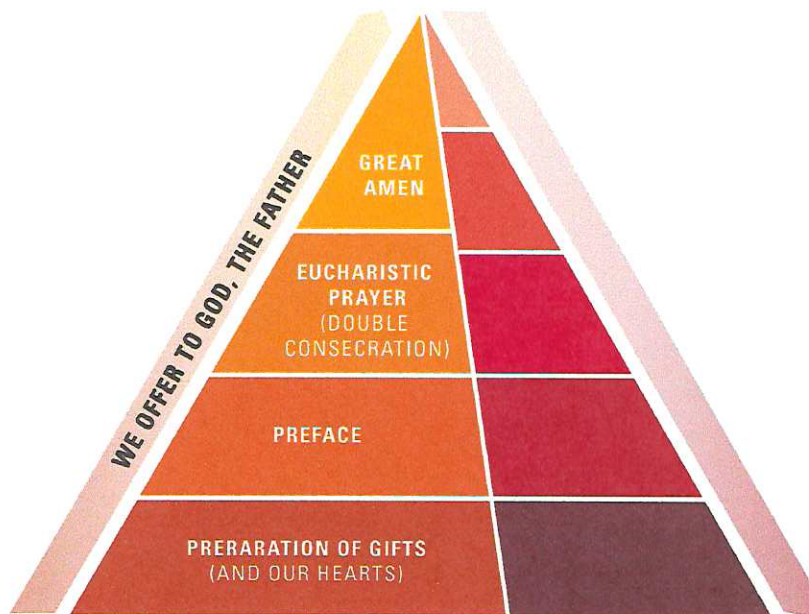 WE OFFER TO GOD, THE FATHER
GREAT
AMEN
EUCHARISTIC
PRAYER
(DOUBLE
CONSECRATION)
PREFACE
PRERARATION OF GIFTS
(AND OUR HEARTS)